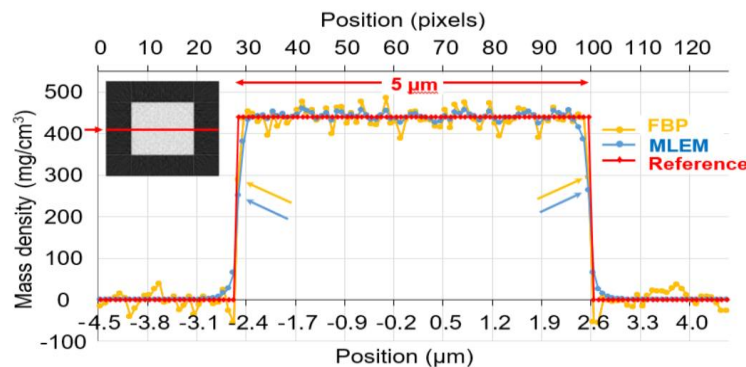 Position (pixels)
0 10 20 30 40 50 60 70 80 90 100 110 120
500
400
300
200
100
0
-100
Mass density (mg/cm³)
5 µm
FBP
MLEM
Reference
-4.5 -3.8 -3.1 -2.4 -1.7 -0.9 -0.2 0.5 1.2 1.9 2.6 3.3 4.0
Position (µm)